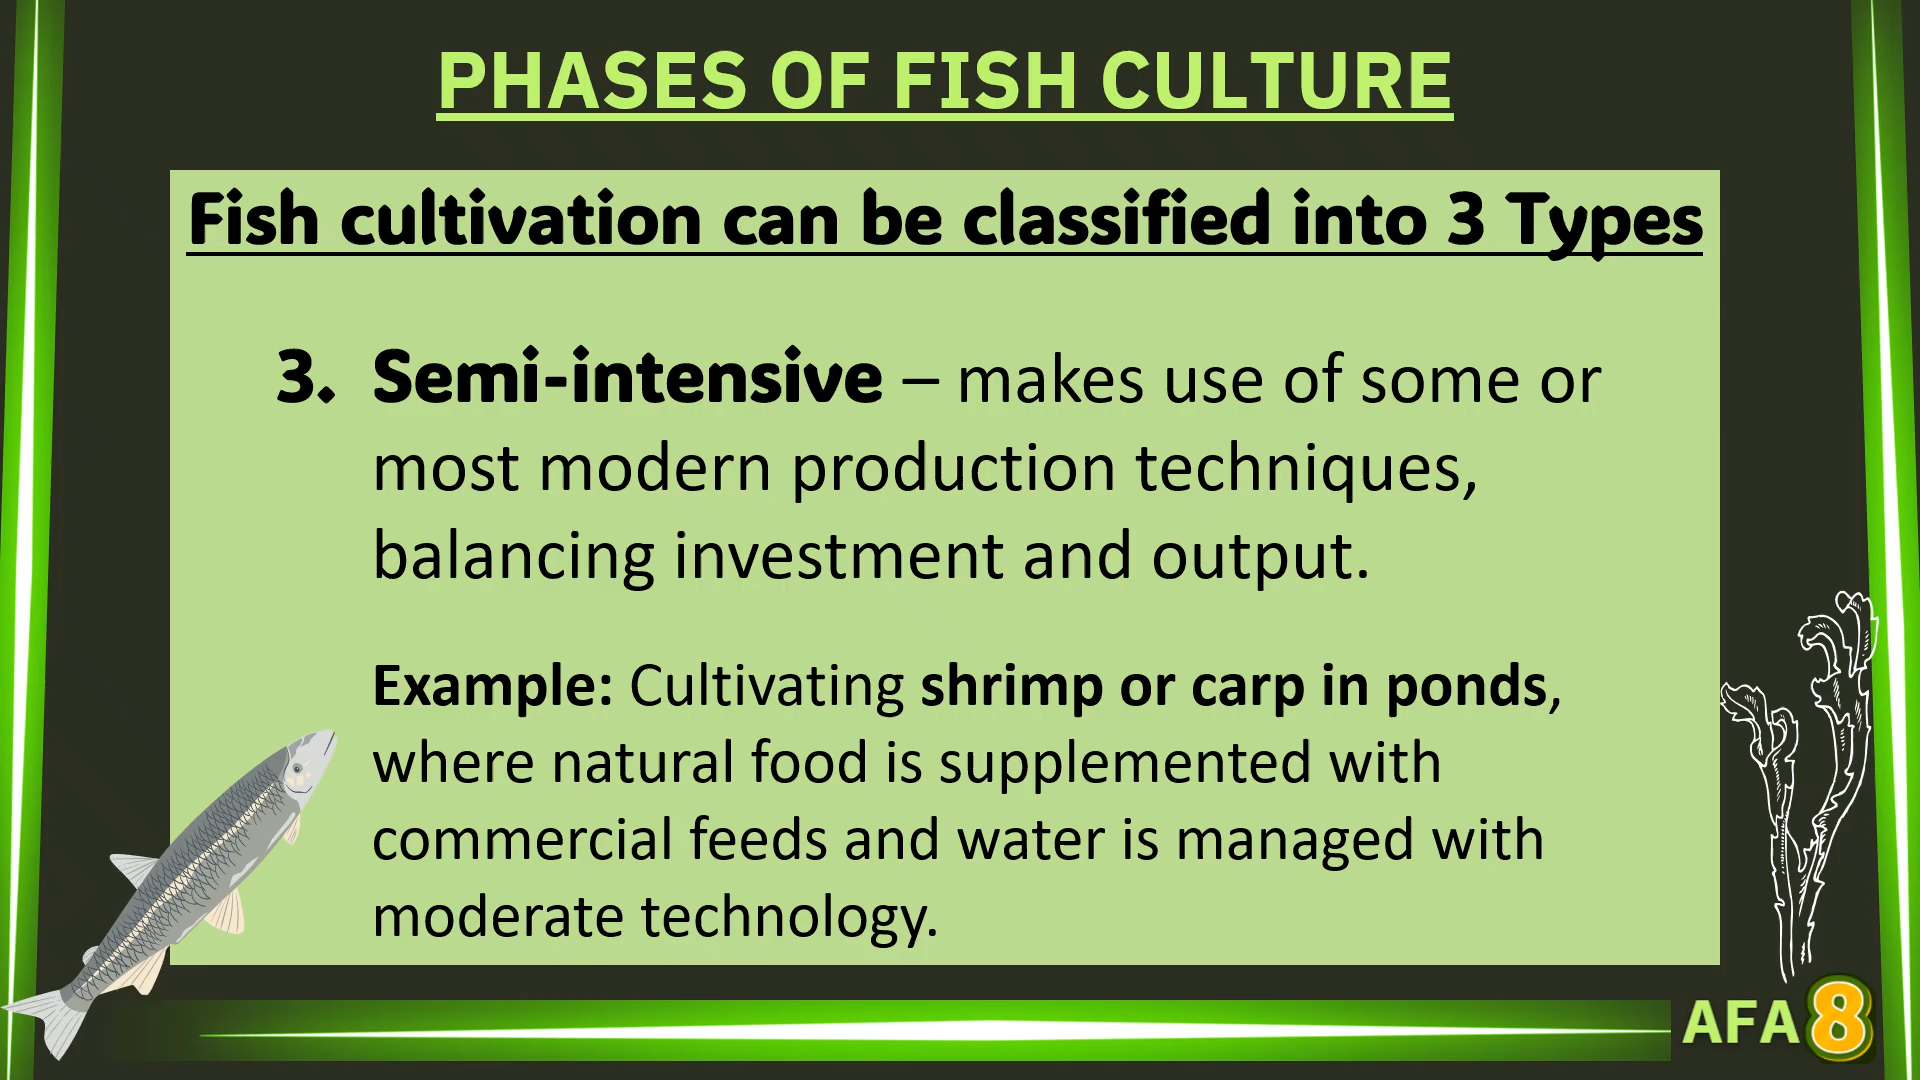 PHASES OF FISH CULTURE
Fish cultivation can be classified into 3 Types
3. Semi-intensive – makes use of some or
most modern production techniques,
balancing investment and output.
Example: Cultivating shrimp or carp in ponds,
where natural food is supplemented with
commercial feeds and water is managed with
moderate technology.
AFA 8